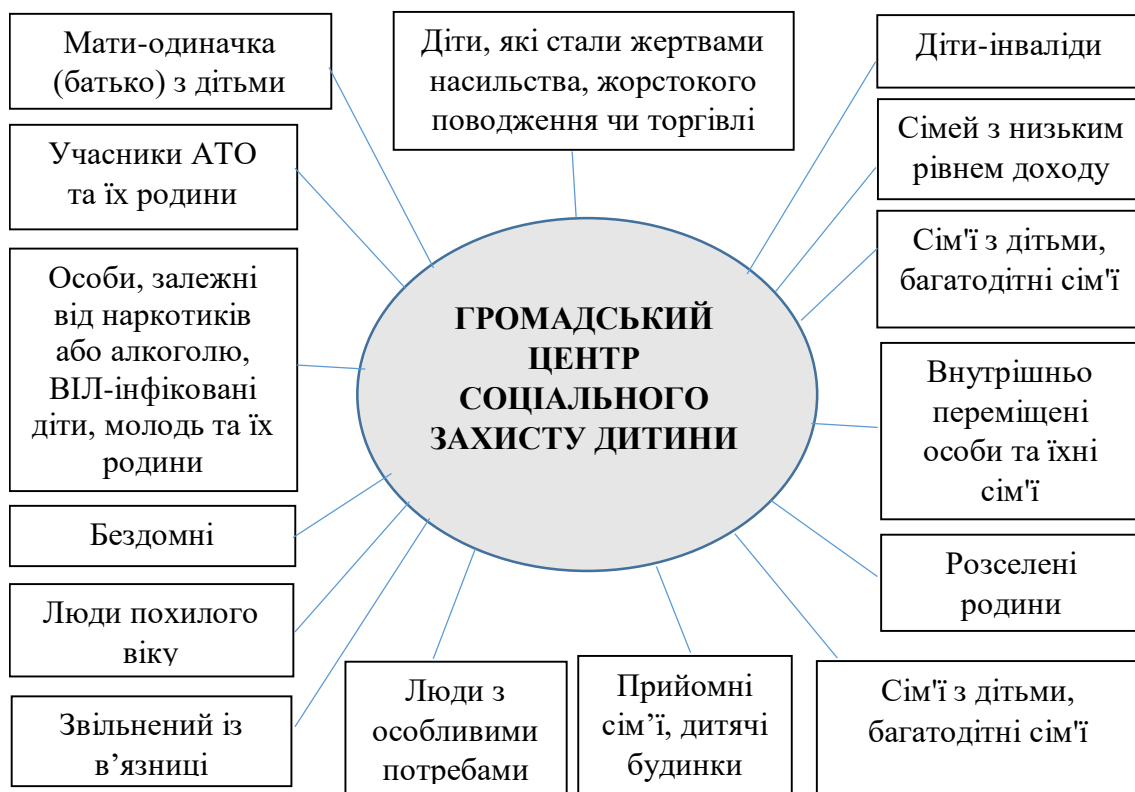 Мати-одиначка
(батько) з дітьми
Діти, які стали жертвами
насильства, жорстокого
поводження чи торгівлі
Діти-інваліди
Учасники АТО
та їх родини
Сімей з низьким
рівнем доходу
Сім'ї з дітьми,
багатодітні сім'ї
Особи, залежні
від наркотиків
або алкоголю,
ВІЛ-інфіковані
діти, молодь та їх
родини
ГРОМАДСЬКИЙ
ЦЕНТР
СОЦІАЛЬНОГО
ЗАХИСТУ ДИТИНИ
Внутрішньо
переміщені
особи та їхні
сім'ї
Бездомні
Розселені
родини
Люди похилого
віку
Звільнений із
в’язниці
Люди з
особливими
потребами
Прийомні
сім’ї, дитячі
будинки
Сім'ї з дітьми,
багатодітні сім'ї